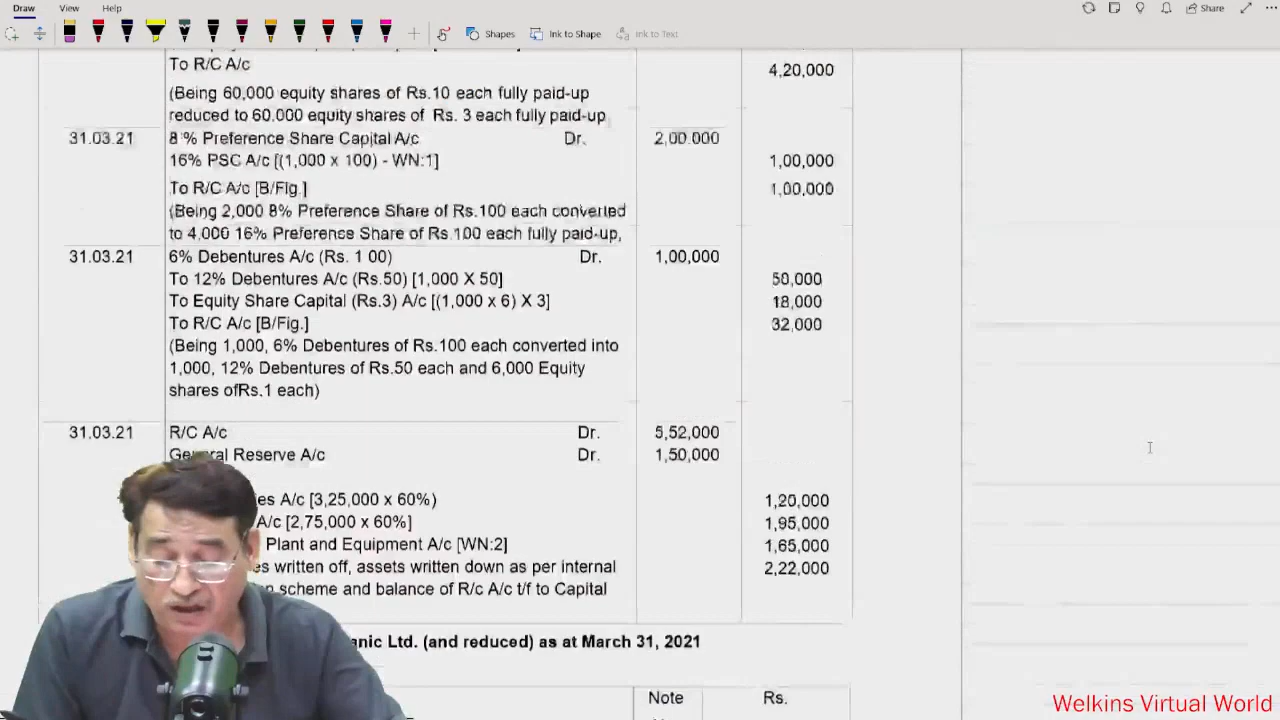 Draw View Help
Share
Shapes Ink to Shape Ink to Text
To R/C A/c 4,20,000
(Being 60,000 equity shares of Rs.10 each fully paid-up
reduced to 60.000 equity shares of Rs. 3 each fully paid-up
31.03.21 8 % Preference Share Capital A/c Dr. 2,00.000
16% PSC A/c [(1,000 x 100) - WN:1] 1,00,000
To R/C A/c [B/Fig.] 1,00,000
(Being 2,000 8% Preference Share of Rs.100 each converted
to 4,000 16% Preference Share of Rs.100 each fully paid-up,
31.03.21 6% Debentures A/c (Rs. 1 00) Dr. 1,00,000
To 12% Debentures A/c (Rs.50) [1,000 X 50] 50,000
To Equity Share Capital (Rs.3) A/c [(1,000 x 6) X 3] 18,000
To R/C A/c [B/Fig.] 32,000
(Being 1,000, 6% Debentures of Rs.100 each converted into
1,000, 12% Debentures of Rs.50 each and 6,000 Equity
shares ofRs.1 each)
31.03.21 R/C A/c Dr. 5,52,000
General Reserve A/c Dr. 1,50,000
es A/c [3,25,000 x 60%) 1,20,000
A/c [2,75,000 x 60%] 1,95,000
Plant and Equipment A/c [WN:2] 1,65,000
es written off, assets written down as per internal 2,22,000
scheme and balance of R/c A/c t/f to Capital
anic Ltd. (and reduced) as at March 31, 2021
Note Rs.
Welkins Virtual World